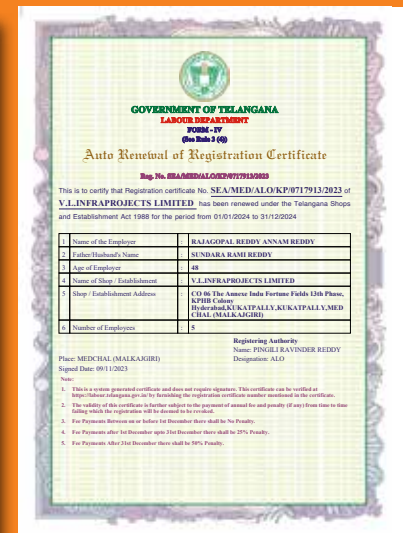 GOVERNMENT OF TELANGANA
LABOUR DEPARTMENT
FORM - IV
(See Rule 3 (4))
Auto Renewal of Registration Certificate
Reg. No. SEA/MED/ALO/KP/0717913/2023
This is to certify that Registration certificate No. SEA/MED/ALO/KP/0717913/2023 of
V.L.INFRAPROJECTS LIMITED has been renewed under the Telangana Shops
and Establishment Act 1988 for the period from 01/01/2024 to 31/12/2024
1 Name of the Employer : RAJAGOPAL REDDY ANNAM REDDY
2 Father/Husband's Name : SUNDARA RAMI REDDY
3 Age of Employer : 48
4 Name of Shop / Establishment : V.L.INFRAPROJECTS LIMITED
5 Shop / Establishment Address : CO 06 The Annexe Indu Fortune Fields 13th Phase,
KPHB Colony
Hyderabad,KUKATPALLY,KUKATPALLY,MED
CHAL (MALKAJGIRI)
6 Number of Employees : 5
Registering Authority
Name: PINGILI RAVINDER REDDY
Place: MEDCHAL (MALKAJGIRI) Designation: ALO
Signed Date: 09/11/2023
Note:
1. This is a system generated certificate and does not require signature. This certificate can be verified at
https://labour.telangana.gov.in/ by furnishing the registration certificate number mentioned in the certificate.
2. The validity of this certificate is further subject to the payment of annual fee and penalty (if any) from time to time
failing which the registration will be deemed to be revoked.
3. Fee Payments Between on or before 1st December there shall be No Penalty.
4. Fee Payments after 1st December upto 31st December there shall be 25% Penalty.
5. Fee Payments After 31st December there shall be 50% Penalty.